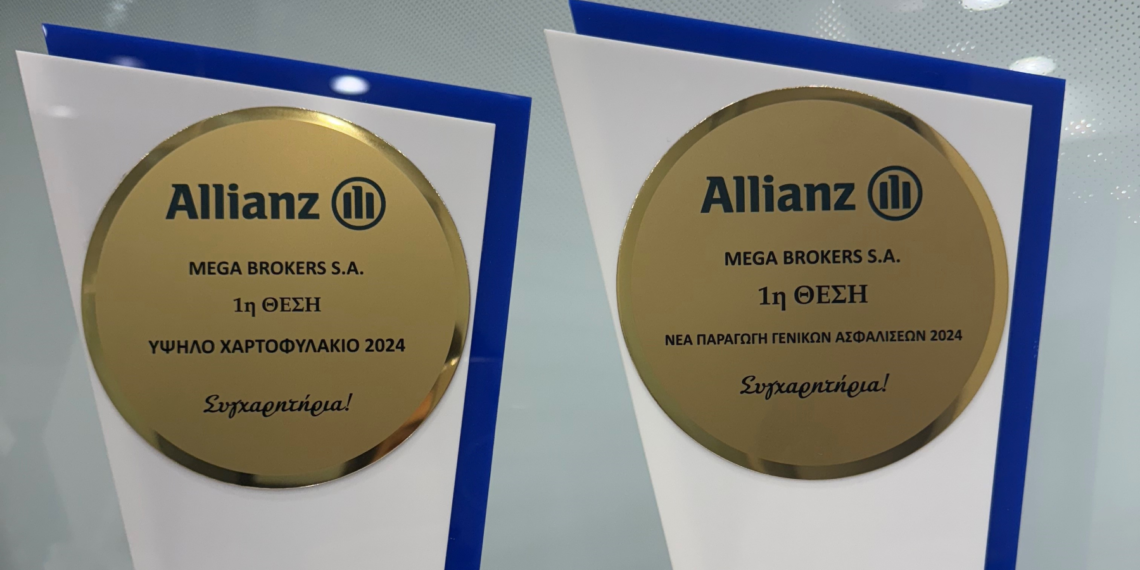 Allianz
MEGA BROKERS S.A.
1η ΘΕΣΗ
ΥΨΗΛΟ ΧΑΡΤΟΦΥΛΑΚΙΟ 2024
Συγχαρητήρια!
Allianz
MEGA BROKERS S.A.
1η ΘΕΣΗ
ΝΕΑ ΠΑΡΑΓΩΓΗ ΓΕΝΙΚΩΝ ΑΣΦΑΛΙΣΕΩΝ 2024
Συγχαρητήρια!